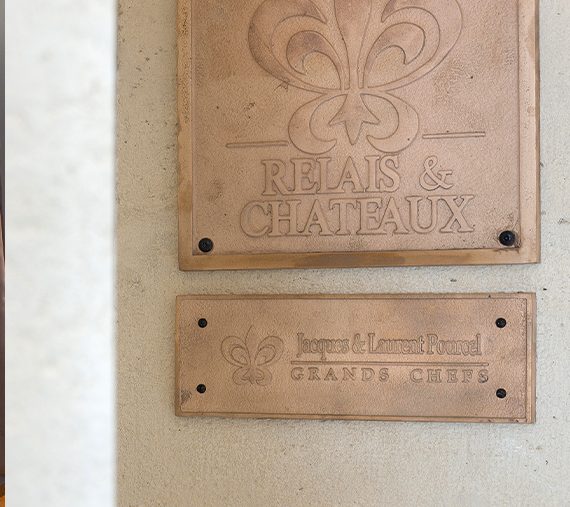 RELAIS &
CHATEAUX
Jacques & Laurent Pourcel
GRANDS CHEFS